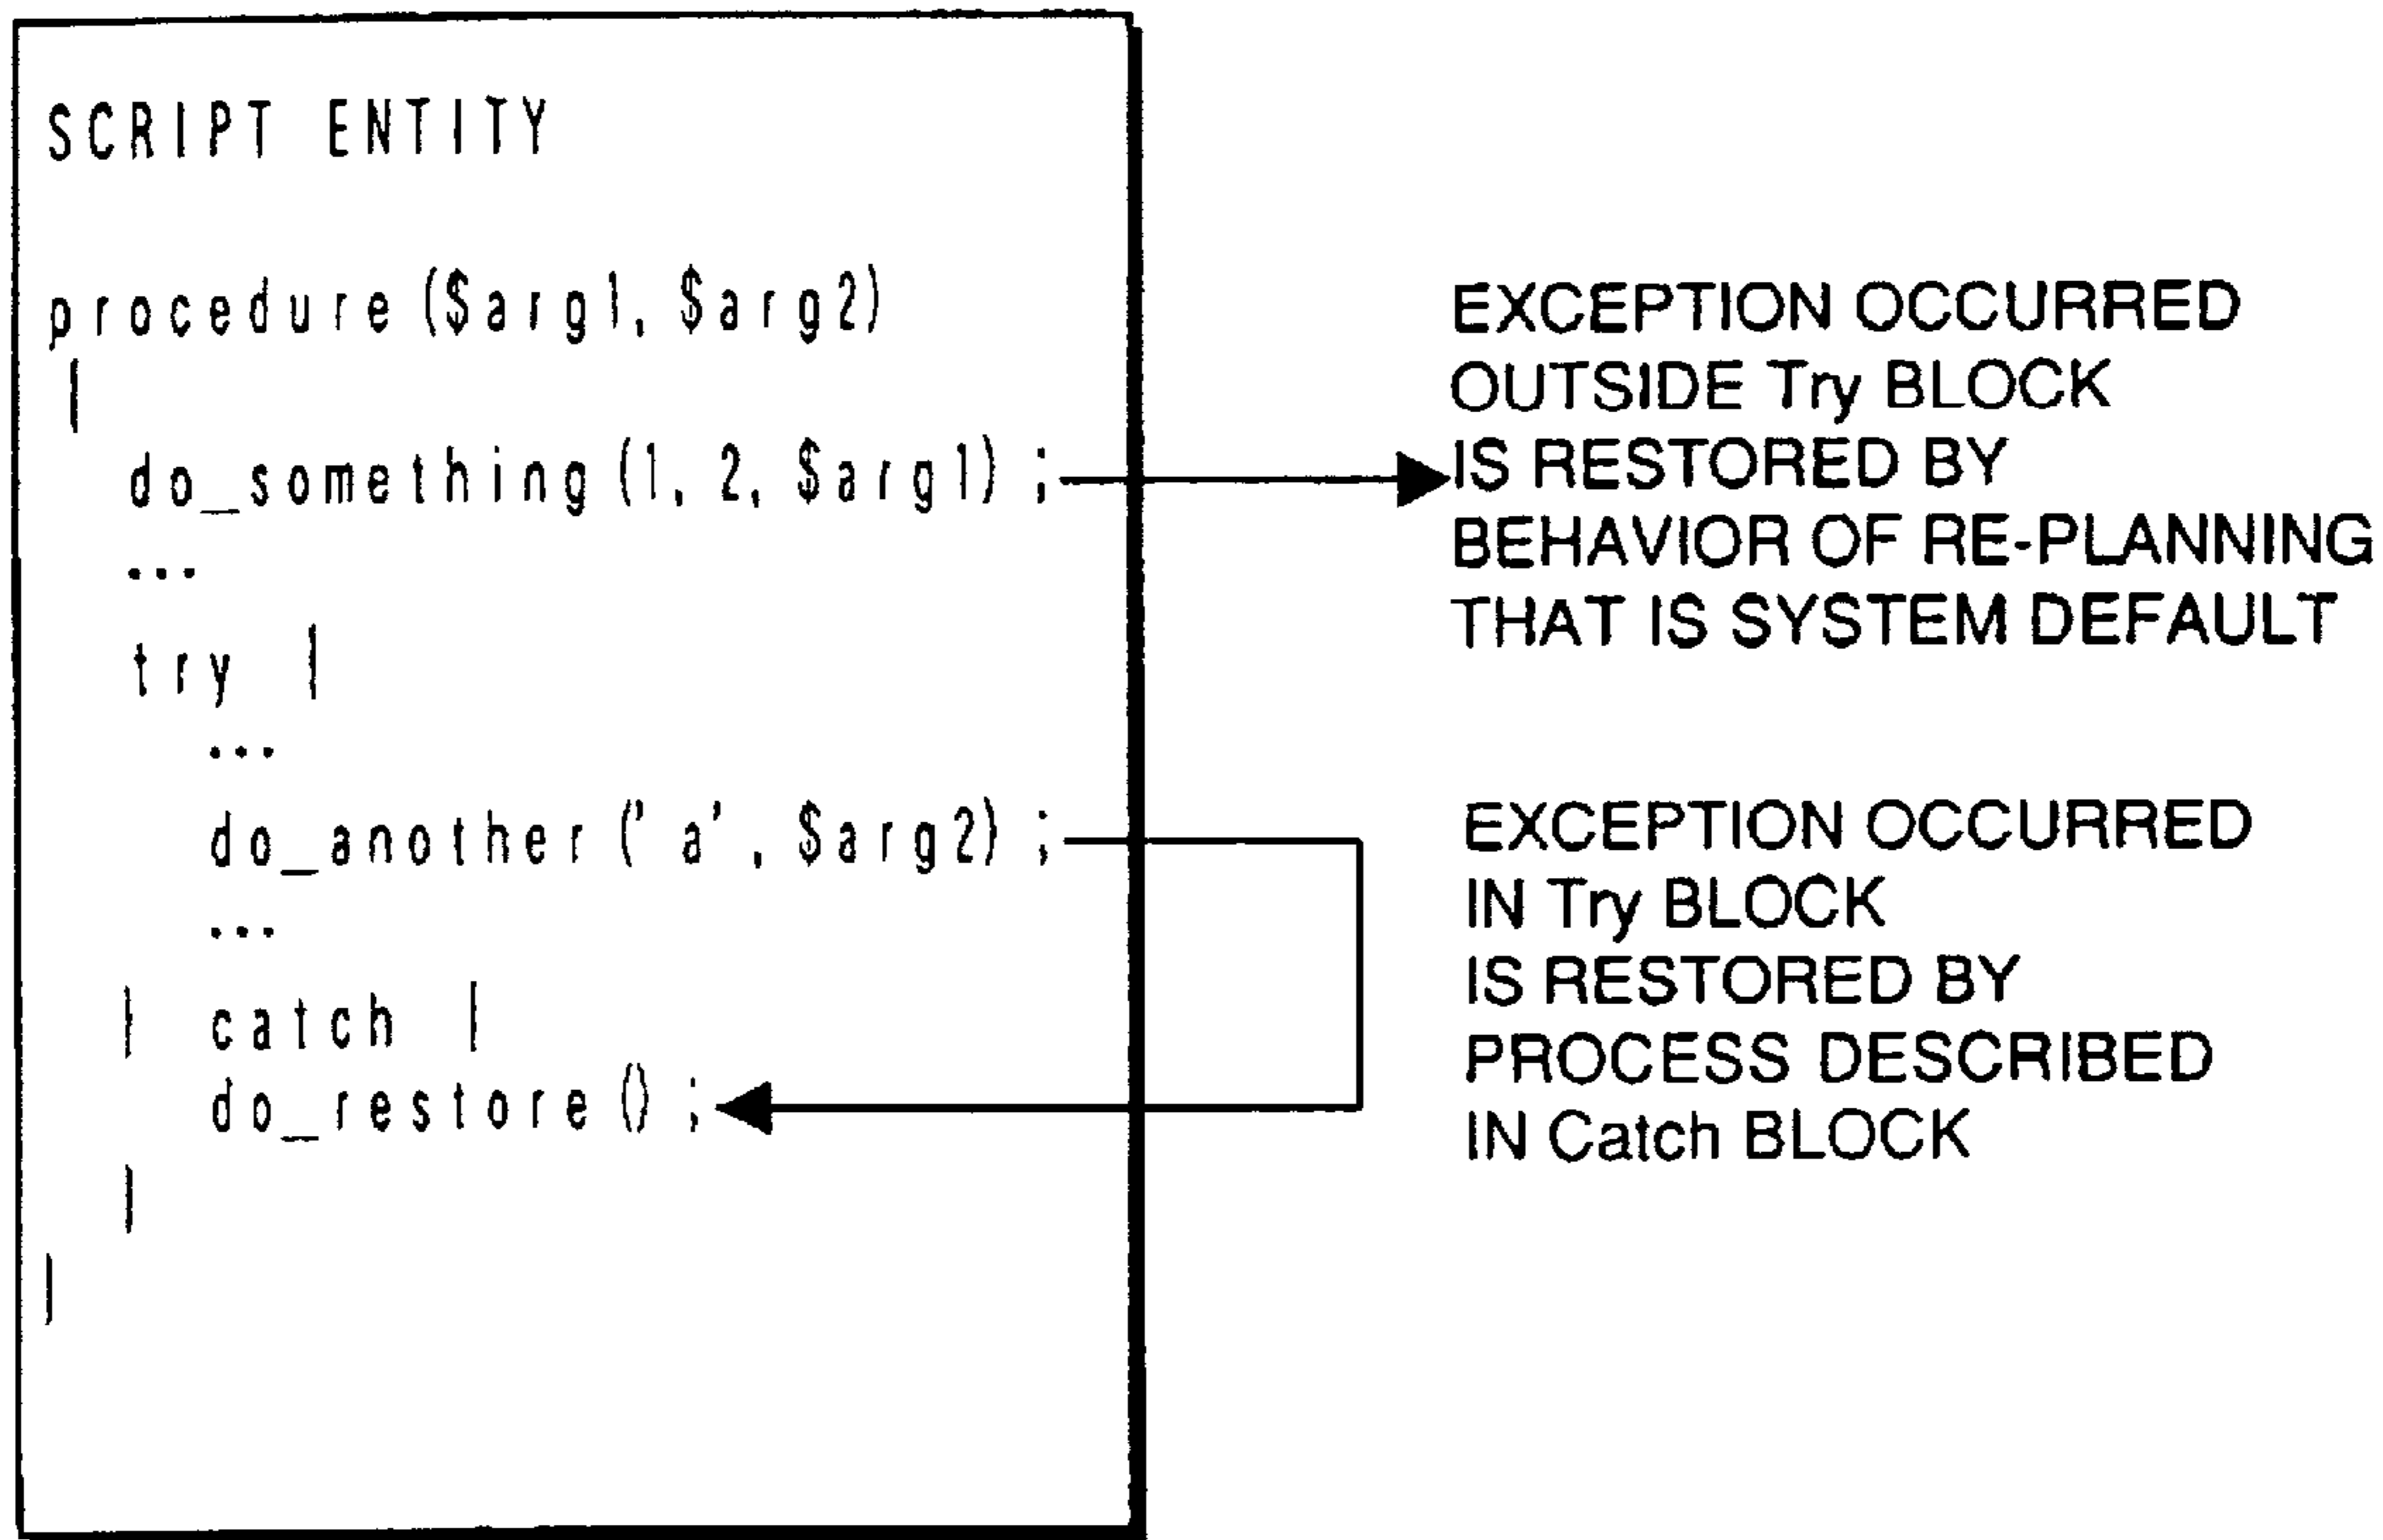 SCRIPT ENTITY
procedure($arg1, $arg2)
{
do_something(1, 2, $arg1);
...
try {
...
do_another('a', $arg2);
...
} catch {
do_restore();
}
}
EXCEPTION OCCURRED
OUTSIDE Try BLOCK
IS RESTORED BY
BEHAVIOR OF RE-PLANNING
THAT IS SYSTEM DEFAULT
EXCEPTION OCCURRED
IN Try BLOCK
IS RESTORED BY
PROCESS DESCRIBED
IN Catch BLOCK